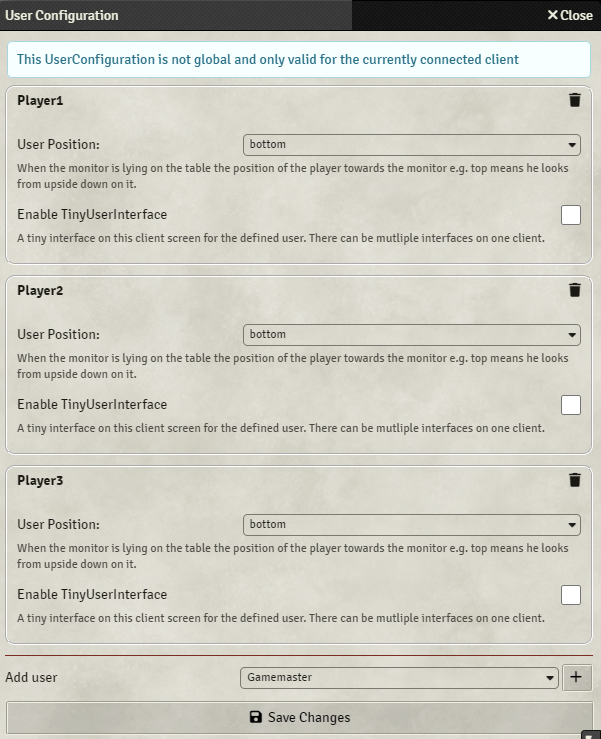 User Configuration
Close
This UserConfiguration is not global and only valid for the currently connected client
Player1
User Position:
bottom
When the monitor is lying on the table the position of the player towards the monitor e.g. top means he looks
from upside down on it.
Enable TinyUserInterface
A tiny interface on this client screen for the defined user. There can be mutliple interfaces on one client.
Player2
User Position:
bottom
When the monitor is lying on the table the position of the player towards the monitor e.g. top means he looks
from upside down on it.
Enable TinyUserInterface
A tiny interface on this client screen for the defined user. There can be mutliple interfaces on one client.
Player3
User Position:
bottom
When the monitor is lying on the table the position of the player towards the monitor e.g. top means he looks
from upside down on it.
Enable TinyUserInterface
A tiny interface on this client screen for the defined user. There can be mutliple interfaces on one client.
Add user
Gamemaster
Save Changes